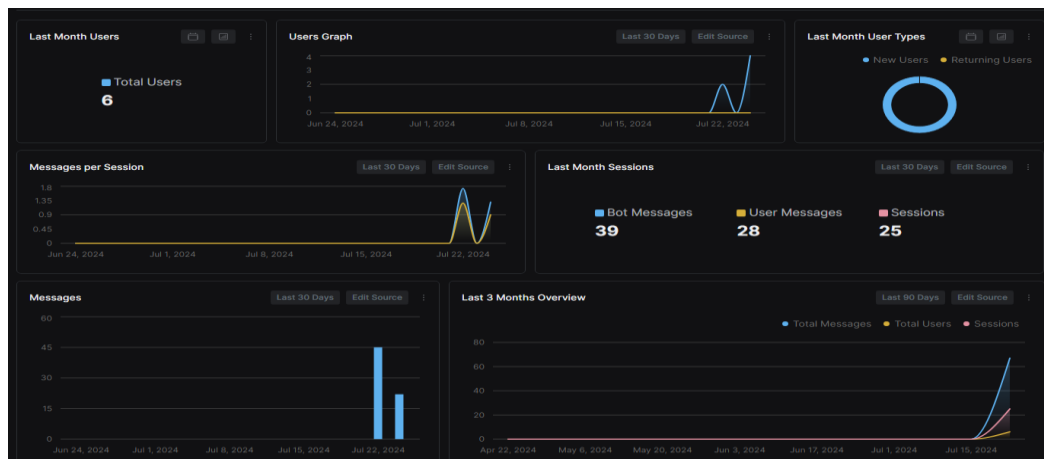 Last Month Users
Total Users
6
Users Graph
Last 30 Days
Edit Source
4
3
2
1
0
Jun 24, 2024
Jul 1, 2024
Jul 8, 2024
Jul 15, 2024
Jul 22, 2024
Last Month User Types
New Users
Returning Users
Messages per Session
Last 30 Days
Edit Source
1.8
1.35
0.9
0.45
0
Jun 24, 2024
Jul 1, 2024
Jul 8, 2024
Jul 15, 2024
Jul 22, 2024
Last Month Sessions
Last 30 Days
Edit Source
Bot Messages
39
User Messages
28
Sessions
25
Messages
Last 30 Days
Edit Source
60
45
30
15
0
Jun 24, 2024
Jul 1, 2024
Jul 8, 2024
Jul 15, 2024
Jul 22, 2024
Last 3 Months Overview
Last 90 Days
Edit Source
Total Messages
Total Users
Sessions
80
60
40
20
0
Apr 22, 2024
May 6, 2024
May 20, 2024
Jun 3, 2024
Jun 17, 2024
Jul 1, 2024
Jul 15, 2024